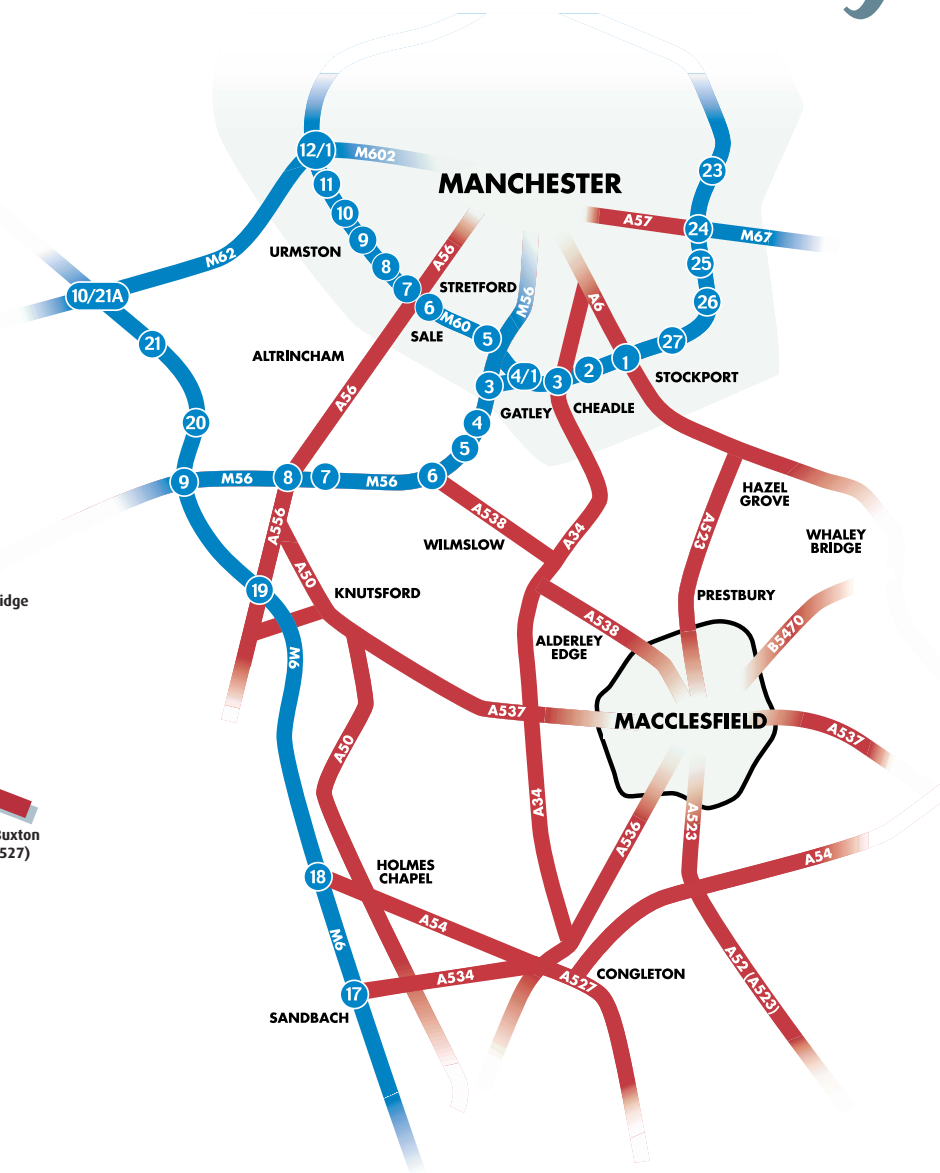 12/1
M602
23
11
MANCHESTER
10
A57
24
M67
9
URMSTON
A56
M62
8
25
7
STRETFORD
10/21A
6
M56
A6
26
M60
SALE
5
27
21
ALTRINCHAM
1
2
4/1
3
3
STOCKPORT
A56
GATLEY
CHEADLE
20
4
5
9
M56
8
7
M56
6
HAZEL
GROVE
A556
A538
A34
A523
WHALEY
BRIDGE
WILMSLOW
A50
19
KNUTSFORD
PRESTBURY
idge
A538
B5470
ALDERLEY
EDGE
M6
A537
MACCLESFIELD
A537
A50
A34
A523
Buxton
527)
A536
A54
HOLMES
CHAPEL
18
A54
M6
CONGLETON
A534
A527
A52 (A523)
17
SANDBACH